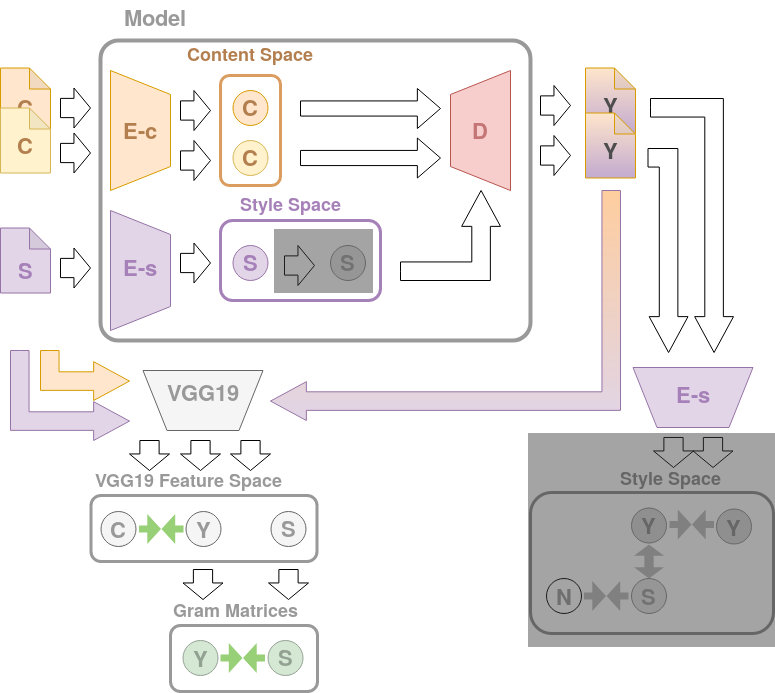 Model
Content Space
C
C
E-c
C
C
D
Y
Y
Style Space
S
E-s
S
S
VGG19
E-s
VGG19 Feature Space
C
Y
S
Style Space
Y
Y
N
S
Gram Matrices
Y
S